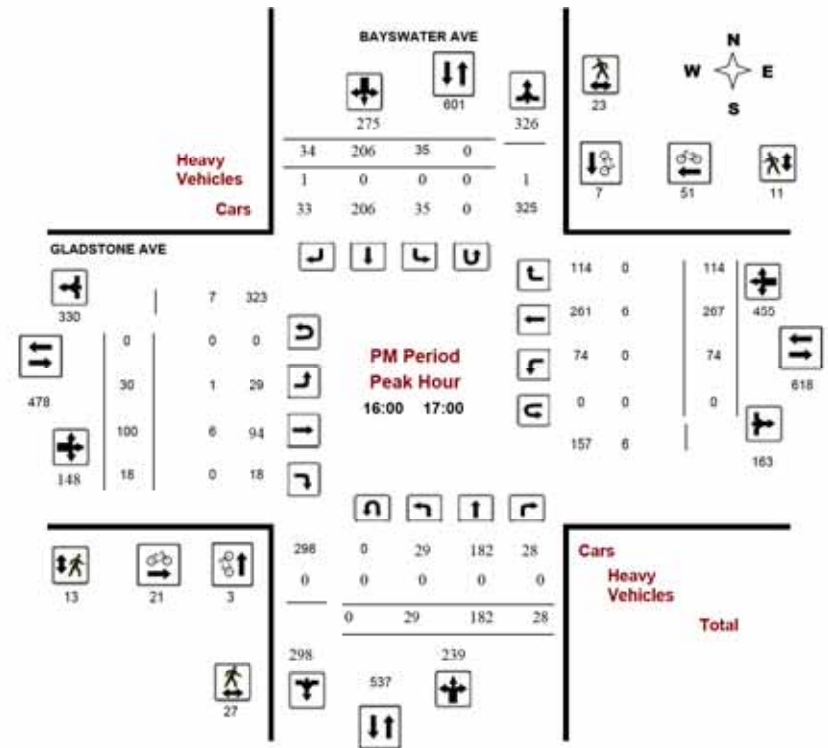 BAYSWATER AVE
N
W E
S
601
23
275 326
34 206 35 0
Heavy
Vehicles
1 0 0 0 1
7 51 11
Cars
33 206 35 0 325
GLADSTONE AVE
114 0 114
330
7 323
261 6 267 455
0 0 0
PM Period
74 0 74
618
478
30 1 29
Peak Hour
16:00 17:00
0 0 0
100 6 94
157 6
163
148
18 0 18
298 0 29 182 28
Cars
0 0 0 0 0
Heavy
Vehicles
13 21 3
0 29 182 28
Total
298 239
537
27